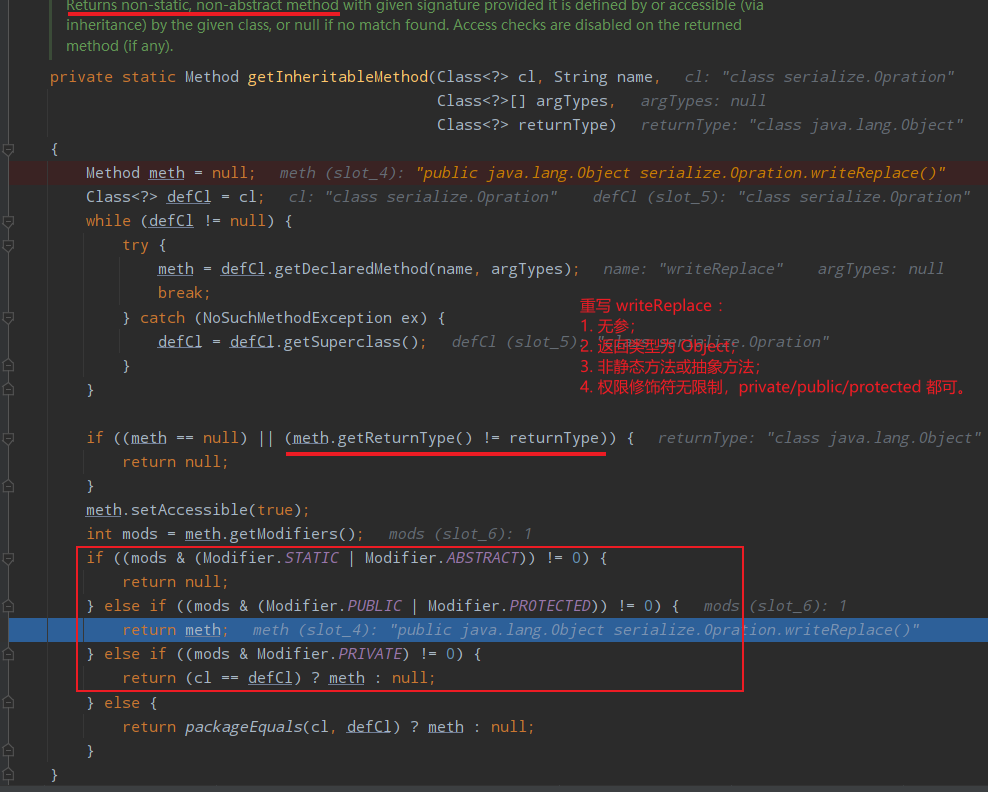 Returns non-static, non-abstract method with given signature provided it is defined by or accessible (via
inheritance) by the given class, or null if no match found. Access checks are disabled on the returned
method (if any).
private static Method getInheritableMethod(Class<?> cl, String name,   cl: "class serialize.Opration"
Class<?>[] argTypes,   argTypes: null
Class<?> returnType)   returnType: "class java.lang.Object"
{
Method meth = null;   meth (slot_4): "public java.lang.Object serialize.Opration.writeReplace()"
Class<?> defCl = cl;   cl: "class serialize.Opration"    defCl (slot_5): "class serialize.Opration"
while (defCl != null) {
try {
meth = defCl.getDeclaredMethod(name, argTypes);   name: "writeReplace"    argTypes: null
break;
重写 writeReplace：
} catch (NoSuchMethodException ex) {
1. 无参；
defCl = defCl.getSuperclass();   defCl (slot_5): "class serialize.Opration"
2. 返回类型为 Object；
}
3. 非静态方法或抽象方法；
}
4. 权限修饰符无限制，private/public/protected 都可。
if ((meth == null) || (meth.getReturnType() != returnType)) {   returnType: "class java.lang.Object"
return null;
}
meth.setAccessible(true);
int mods = meth.getModifiers();   mods (slot_6): 1
if ((mods & (Modifier.STATIC | Modifier.ABSTRACT)) != 0) {
return null;
} else if ((mods & (Modifier.PUBLIC | Modifier.PROTECTED)) != 0) {   mods (slot_6): 1
return meth;   meth (slot_4): "public java.lang.Object serialize.Opration.writeReplace()"
} else if ((mods & Modifier.PRIVATE) != 0) {
return (cl == defCl) ? meth : null;
} else {
return packageEquals(cl, defCl) ? meth : null;
}
}